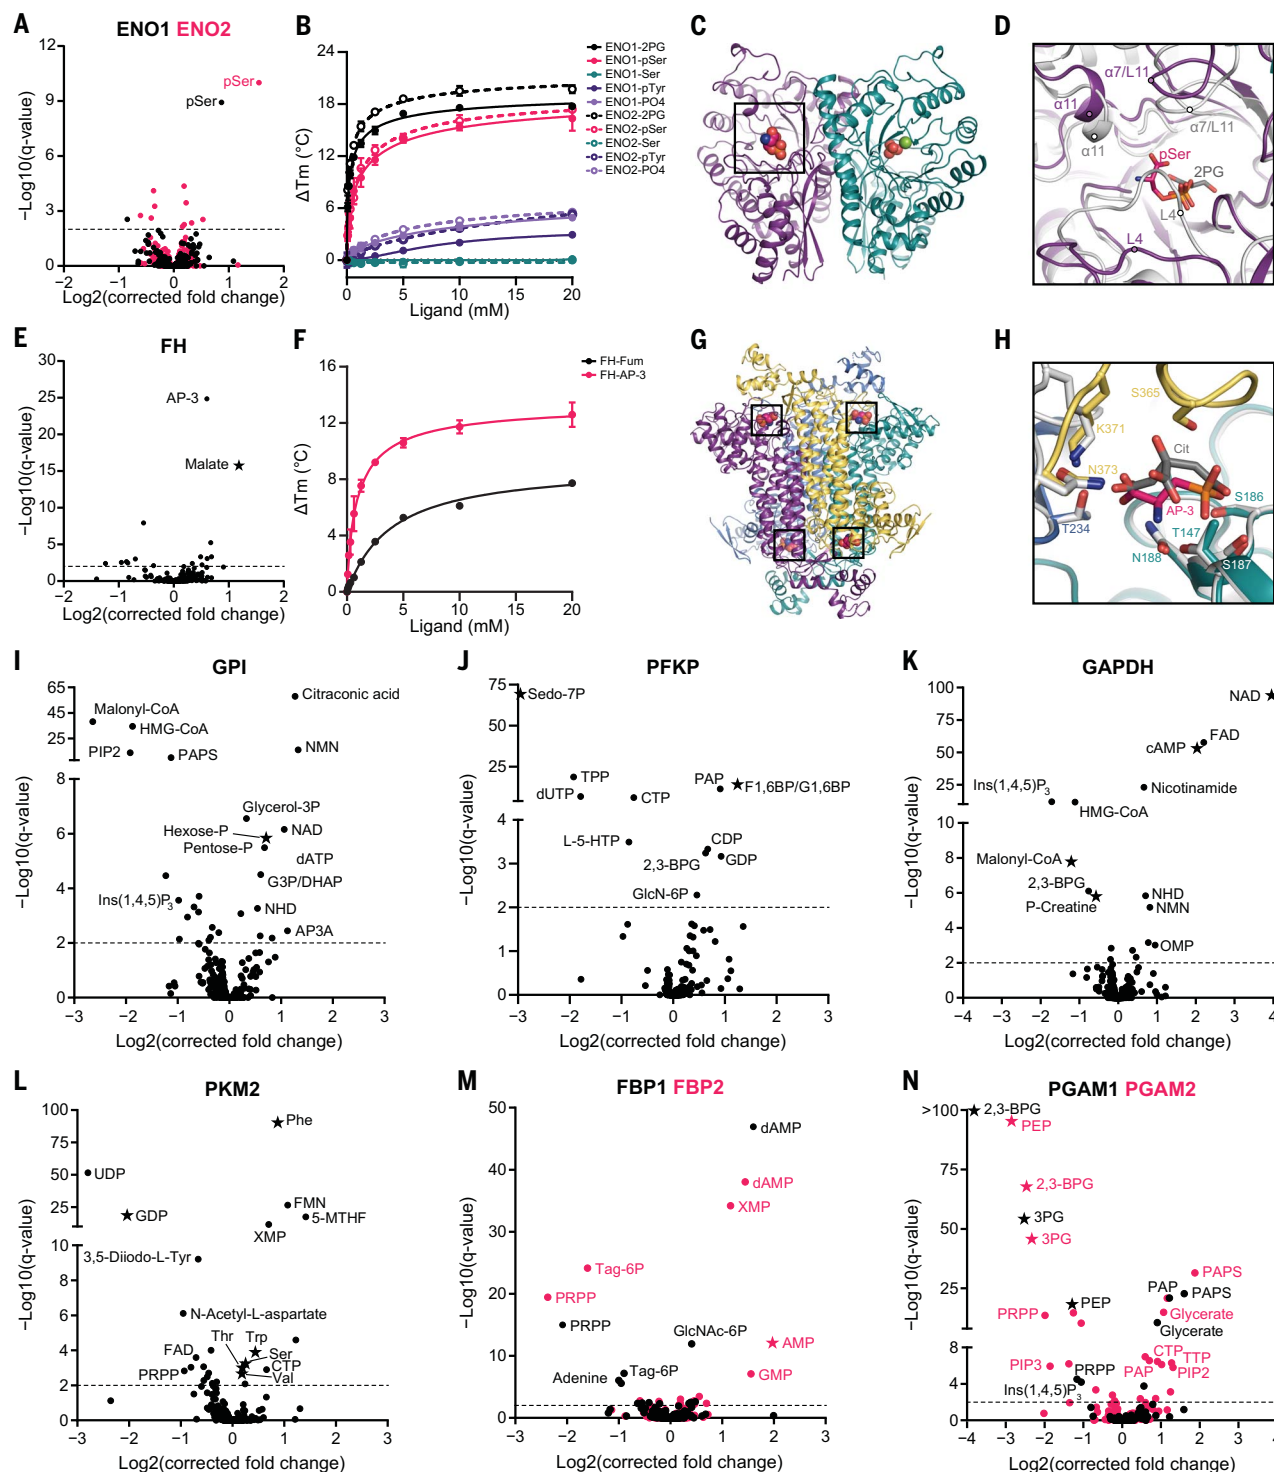 A
ENO1 ENO2
−Log10(q-value)
12
9
6
3
0
pSer
pSer
−2 −1 0 1 2
Log2(corrected fold change)
B
ΔTm (°C)
24
18
12
6
0
0 5 10 15 20
Ligand (mM)
ENO1-2PG
ENO1-pSer
ENO1-Ser
ENO1-pTyr
ENO1-PO4
ENO2-2PG
ENO2-pSer
ENO2-Ser
ENO2-pTyr
ENO2-PO4
C
D
α7/L11
α11
α7/L11
α11
pSer
2PG
L4
L4
E
FH
−Log10(q-value)
30
25
20
15
10
5
0
AP-3
Malate
−2 −1 0 1 2
Log2(corrected fold change)
F
ΔTm (°C)
16
12
8
4
0
0 5 10 15 20
Ligand (mM)
FH-Fum
FH-AP-3
G
H
S365
K371
Cit
N373
AP-3
S186
T234
T147
N188
S187
I
GPI
−Log10(q-value)
65
45
25
8
6
4
2
0
Citraconic acid
Malonyl-CoA
HMG-CoA
PIP2
PAPS
NMN
Glycerol-3P
Hexose-P
NAD
Pentose-P
dATP
G3P/DHAP
Ins(1,4,5)P3
NHD
AP3A
−3 −2 −1 0 1 2 3
Log2(corrected fold change)
J
PFKP
−Log10(q-value)
75
50
25
4
3
2
1
0
Sedo-7P
TPP
dUTP
CTP
PAP
F1,6BP/G1,6BP
L-5-HTP
CDP
2,3-BPG
GDP
GlcN-6P
−3 −2 −1 0 1 2 3
Log2(corrected fold change)
K
GAPDH
−Log10(q-value)
100
75
50
25
10
8
6
4
2
0
NAD
FAD
cAMP
Nicotinamide
Ins(1,4,5)P3
HMG-CoA
Malonyl-CoA
2,3-BPG
P-Creatine
NHD
NMN
OMP
−4 −3 −2 −1 0 1 2 3 4
Log2(corrected fold change)
L
PKM2
−Log10(q-value)
100
75
50
25
10
8
6
4
2
0
Phe
UDP
GDP
FMN
5-MTHF
XMP
3,5-Diiodo-L-Tyr
N-Acetyl-L-aspartate
Thr
Trp
FAD
Ser
CTP
PRPP
Val
−3 −2 −1 0 1 2 3
Log2(corrected fold change)
M
FBP1 FBP2
−Log10(q-value)
50
40
30
20
10
0
dAMP
dAMP
XMP
Tag-6P
PRPP
PRPP
GlcNAc-6P
AMP
Adenine
Tag-6P
GMP
−3 −2 −1 0 1 2 3
Log2(corrected fold change)
N
PGAM1 PGAM2
−Log10(q-value)
>100
75
50
25
8
6
4
2
0
2,3-BPG
PEP
2,3-BPG
3PG
3PG
PAPS
PAP
PAPS
PEP
PRPP
Glycerate
Glycerate
CTP
PIP3
PRPP
PAP
TTP
PIP2
Ins(1,4,5)P3
−4 −3 −2 −1 0 1 2 3 4
Log2(corrected fold change)